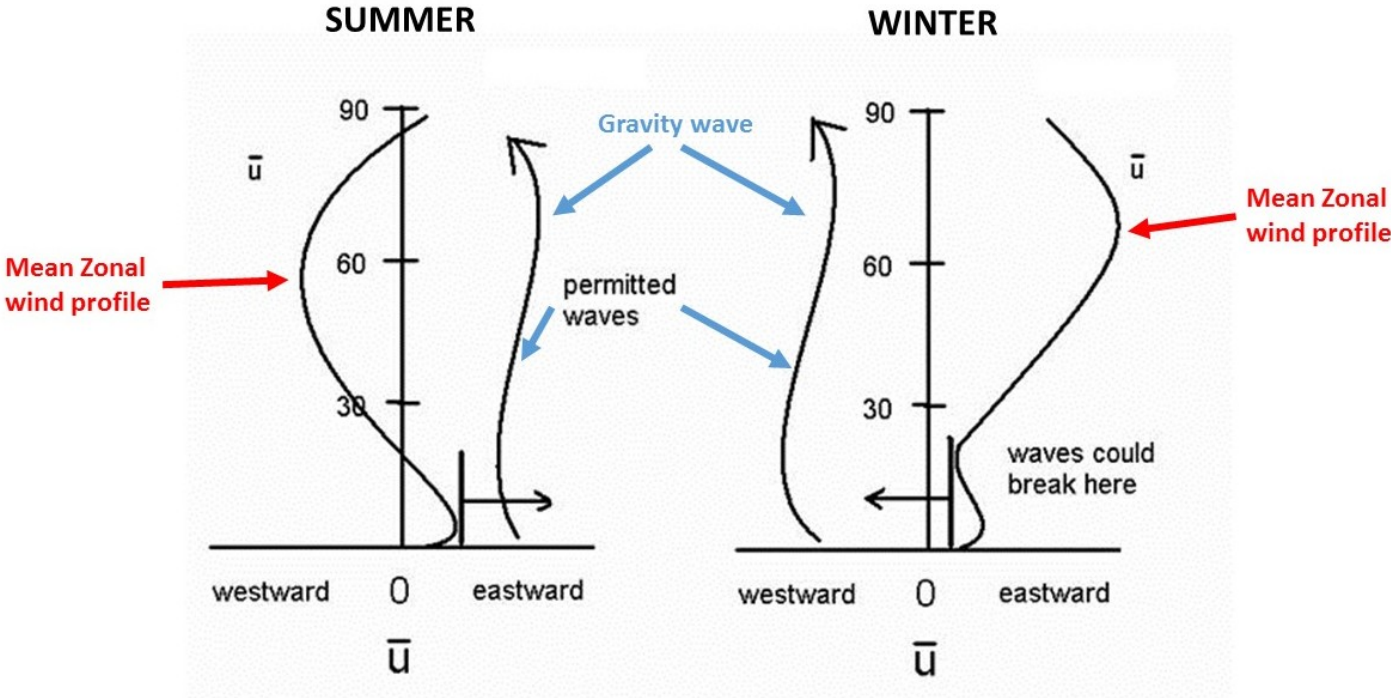 SUMMER
WINTER
90
90
Gravity wave
ū
ū
Mean Zonal
wind profile
Mean Zonal
wind profile
60
60
permitted
waves
30
30
waves could
break here
westward 0 eastward
westward 0 eastward
ū
ū